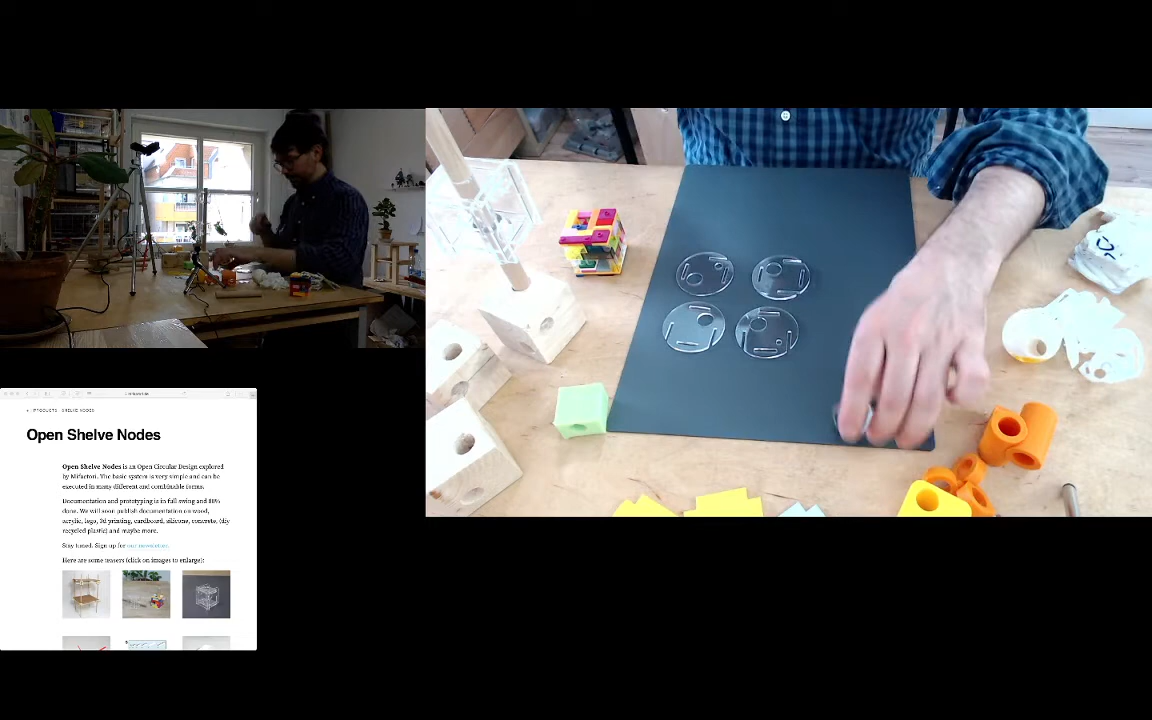 PRODUCTS SHELVE NODES
Open Shelve Nodes
Open Shelve Nodes is an Open Circular Design explored
by Mifactori. The basic system is very simple and can be
executed in many different and combinable forms.
Documentation and prototyping is in full swing and 80%
done. We will soon publish documentation on wood,
acrylic, lego, 3d printing, cardboard, silicone, concrete, (diy
recycled plastic) and maybe more.
Stay tuned. Sign up for our newsletter.
Here are some teasers (click on images to enlarge):